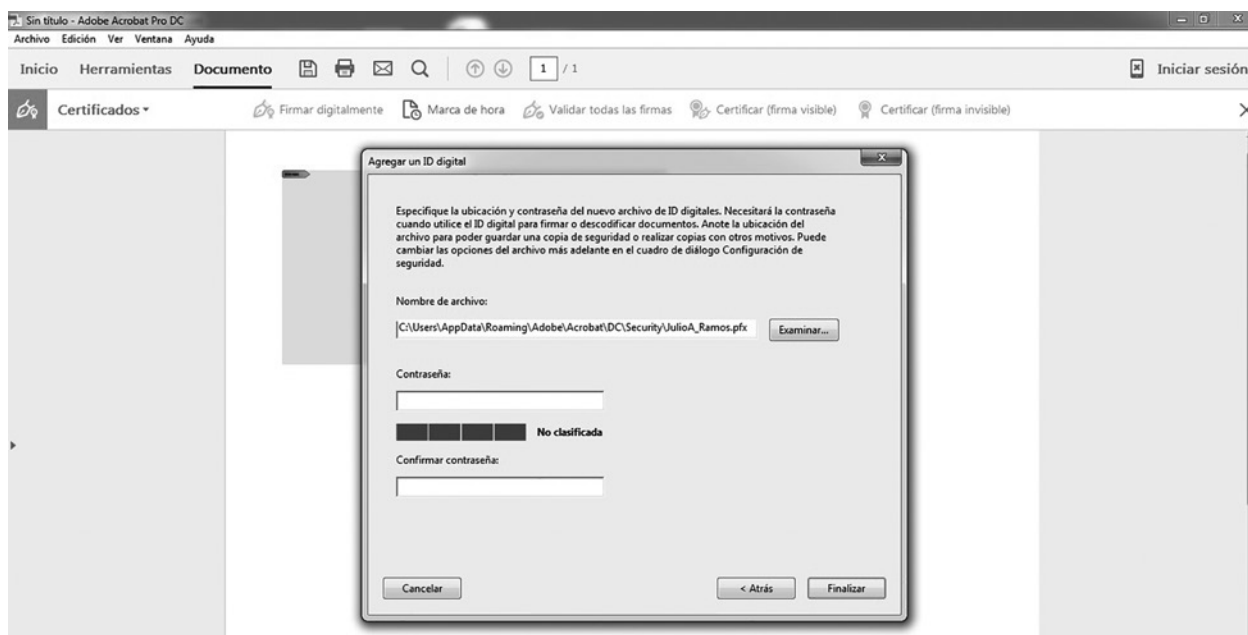 Sin título - Adobe Acrobat Pro DC
Archivo Edición Ver Ventana Ayuda
Inicio Herramientas Documento 1 / 1 Iniciar sesión
Certificados Firmar digitalmente Marca de hora Validar todas las firmas Certificar (firma visible) Certificar (firma invisible)
Agregar un ID digital
Especifique la ubicación y contraseña del nuevo archivo de ID digitales. Necesitará la contraseña
cuando utilice el ID digital para firmar o descodificar documentos. Anote la ubicación del
archivo para poder guardar una copia de seguridad o realizar copias con otros motivos. Puede
cambiar las opciones del archivo más adelante en el cuadro de diálogo Configuración de
seguridad.
Nombre de archivo:
C:\Users\AppData\Roaming\Adobe\Acrobat\DC\Security\JulioA_Ramos.pfx Examinar...
Contraseña:
No clasificada
Confirmar contraseña:
Cancelar < Atrás Finalizar